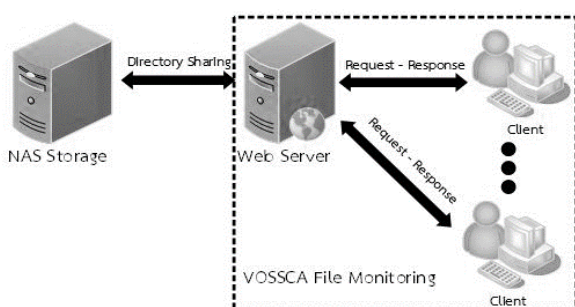 Directory Sharing
Request - Response
NAS Storage
Web Server
Client
Request - Response
VOSSCA File Monitoring
Client